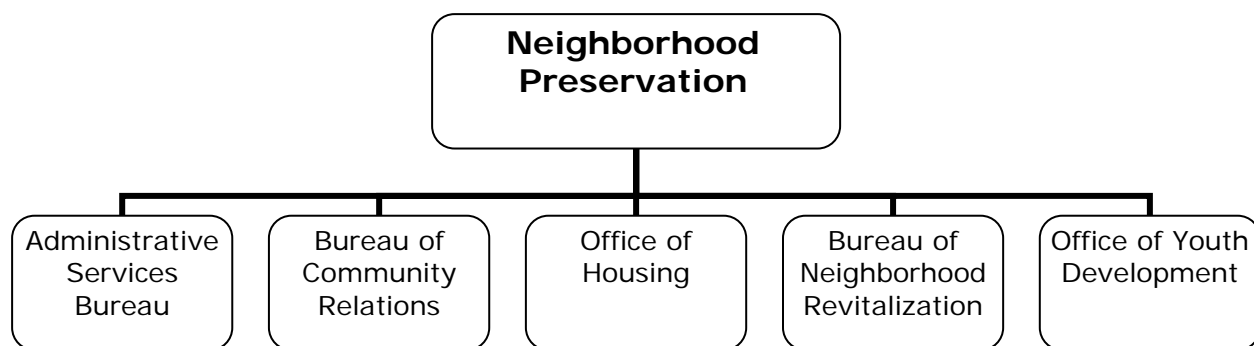 Neighborhood
Preservation
Administrative
Services
Bureau
Bureau of
Community
Relations
Office of
Housing
Bureau of
Neighborhood
Revitalization
Office of Youth
Development